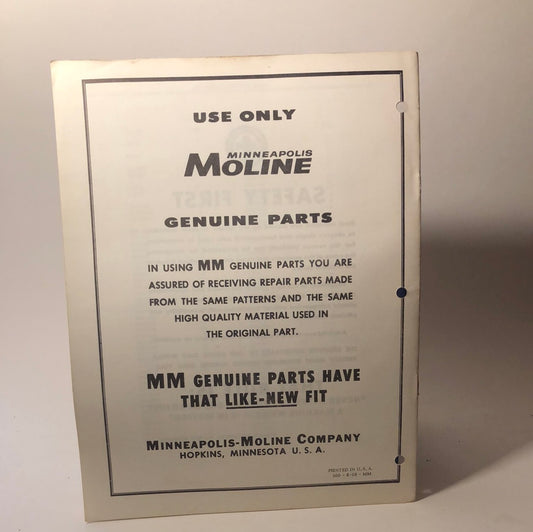 USE ONLY
MINNEAPOLIS
MOLINE
GENUINE PARTS
IN USING MM GENUINE PARTS YOU ARE
ASSURED OF RECEIVING REPAIR PARTS MADE
FROM THE SAME PATTERNS AND THE SAME
HIGH QUALITY MATERIAL USED IN
THE ORIGINAL PART.
MM GENUINE PARTS HAVE
THAT LIKE-NEW FIT
MINNEAPOLIS-MOLINE COMPANY
HOPKINS, MINNESOTA U. S. A.
PRINTED IN U. S. A.